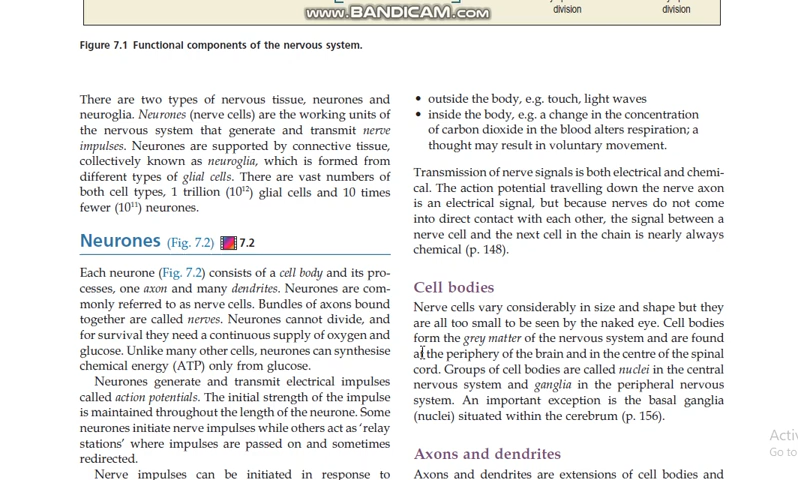 www.BANDICAM.com
division
division
Figure 7.1 Functional components of the nervous system.
There are two types of nervous tissue, neurones and
neuroglia. Neurones (nerve cells) are the working units of
the nervous system that generate and transmit nerve
impulses. Neurones are supported by connective tissue,
collectively known as neuroglia, which is formed from
different types of glial cells. There are vast numbers of
both cell types, 1 trillion (10¹²) glial cells and 10 times
fewer (10¹¹) neurones.
Neurones (Fig. 7.2) 7.2
Each neurone (Fig. 7.2) consists of a cell body and its pro-
cesses, one axon and many dendrites. Neurones are com-
monly referred to as nerve cells. Bundles of axons bound
together are called nerves. Neurones cannot divide, and
for survival they need a continuous supply of oxygen and
glucose. Unlike many other cells, neurones can synthesise
chemical energy (ATP) only from glucose.
Neurones generate and transmit electrical impulses
called action potentials. The initial strength of the impulse
is maintained throughout the length of the neurone. Some
neurones initiate nerve impulses while others act as ‘relay
stations’ where impulses are passed on and sometimes
redirected.
Nerve impulses can be initiated in response to
• outside the body, e.g. touch, light waves
• inside the body, e.g. a change in the concentration
of carbon dioxide in the blood alters respiration; a
thought may result in voluntary movement.
Transmission of nerve signals is both electrical and chemi-
cal. The action potential travelling down the nerve axon
is an electrical signal, but because nerves do not come
into direct contact with each other, the signal between a
nerve cell and the next cell in the chain is nearly always
chemical (p. 148).
Cell bodies
Nerve cells vary considerably in size and shape but they
are all too small to be seen by the naked eye. Cell bodies
form the grey matter of the nervous system and are found
at the periphery of the brain and in the centre of the spinal
cord. Groups of cell bodies are called nuclei in the central
nervous system and ganglia in the peripheral nervous
system. An important exception is the basal ganglia
(nuclei) situated within the cerebrum (p. 156).
Axons and dendrites
Axons and dendrites are extensions of cell bodies and
Go to